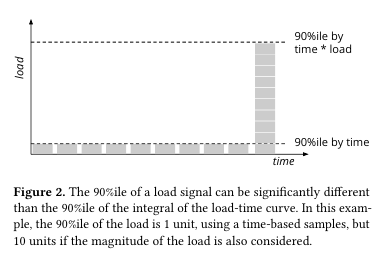 90%ile by
time * load
load
90%ile by time
time
Figure 2. The 90%ile of a load signal can be significantly different
than the 90%ile of the integral of the load-time curve. In this exam-
ple, the 90%ile of the load is 1 unit, using a time-based samples, but
10 units if the magnitude of the load is also considered.